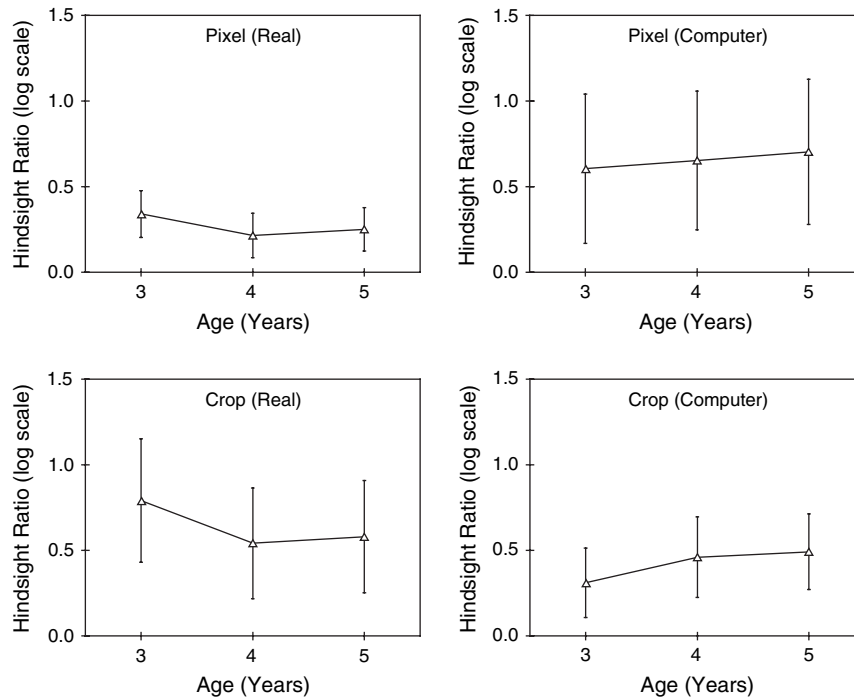 Pixel (Real)
Hindsight Ratio (log scale)
1.5
1.0
0.5
0.0
3 4 5
Age (Years)
Pixel (Computer)
Hindsight Ratio (log scale)
1.5
1.0
0.5
0.0
3 4 5
Age (Years)
Crop (Real)
Hindsight Ratio (log scale)
1.5
1.0
0.5
0.0
3 4 5
Age (Years)
Crop (Computer)
Hindsight Ratio (log scale)
1.5
1.0
0.5
0.0
3 4 5
Age (Years)